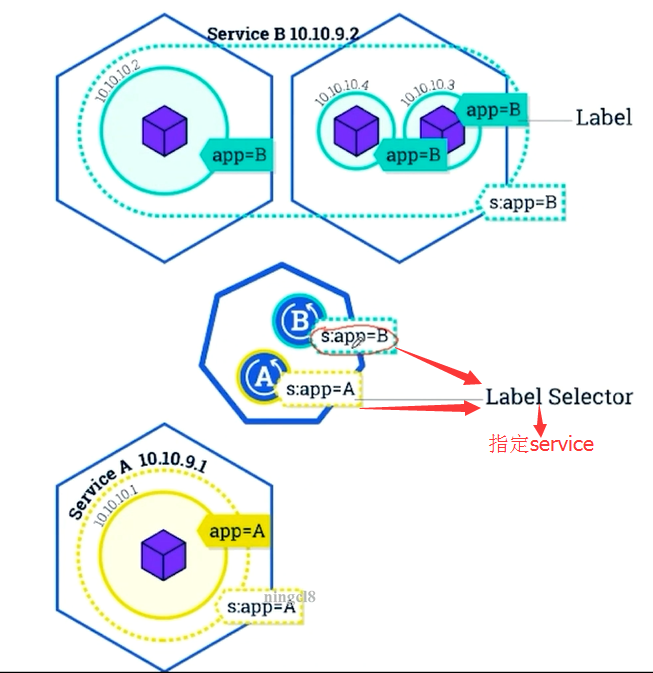 Service B 10.10.9.2
10.10.10.2
10.10.10.4
10.10.10.3
app=B
Label
app=B
app=B
s:app=B
B
s:app=B
A
s:app=A
Label Selector
指定service
Service A 10.10.9.1
10.10.10.1
app=A
ningcl8
s:app=A